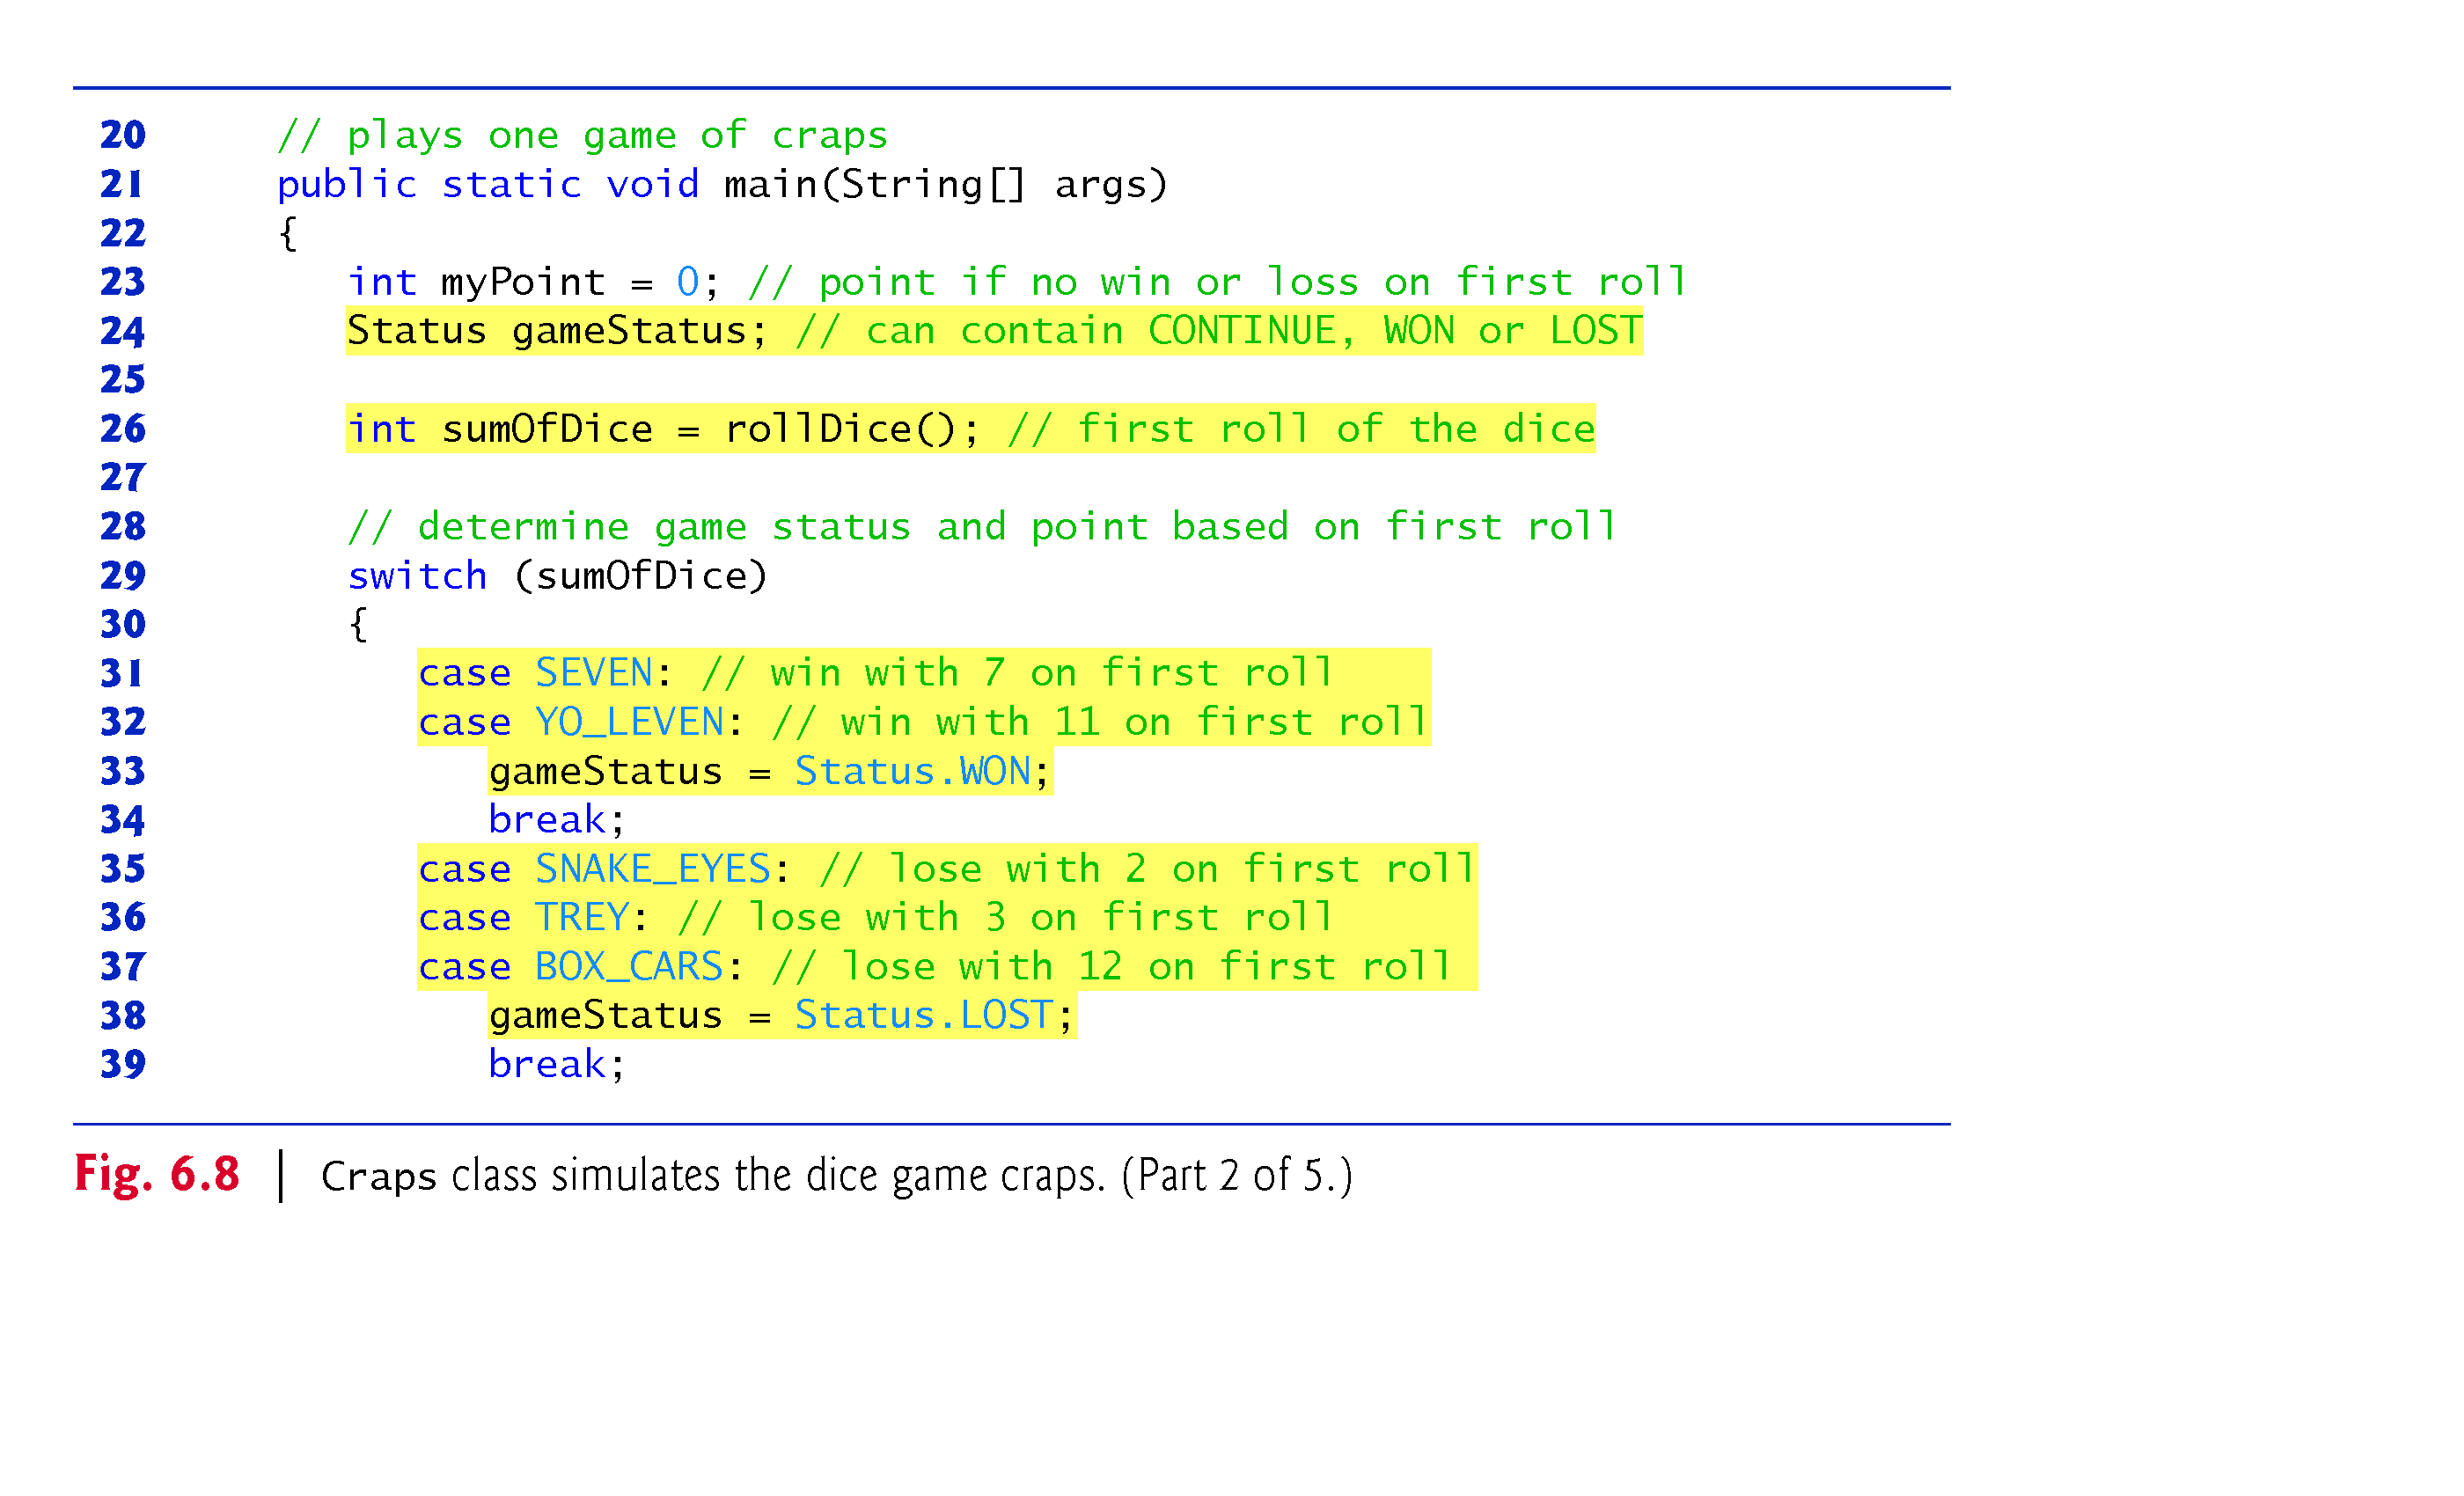 20 // plays one game of craps
21 public static void main(String[] args)
22 {
23 int myPoint = 0; // point if no win or loss on first roll
24 Status gameStatus; // can contain CONTINUE, WON or LOST
25
26 int sumOfDice = rollDice(); // first roll of the dice
27
28 // determine game status and point based on first roll
29 switch (sumOfDice)
30 {
31 case SEVEN: // win with 7 on first roll
32 case YO_LEVEN: // win with 11 on first roll
33 gameStatus = Status.WON;
34 break;
35 case SNAKE_EYES: // lose with 2 on first roll
36 case TREY: // lose with 3 on first roll
37 case BOX_CARS: // lose with 12 on first roll
38 gameStatus = Status.LOST;
39 break;
Fig. 6.8 | Craps class simulates the dice game craps. (Part 2 of 5.)